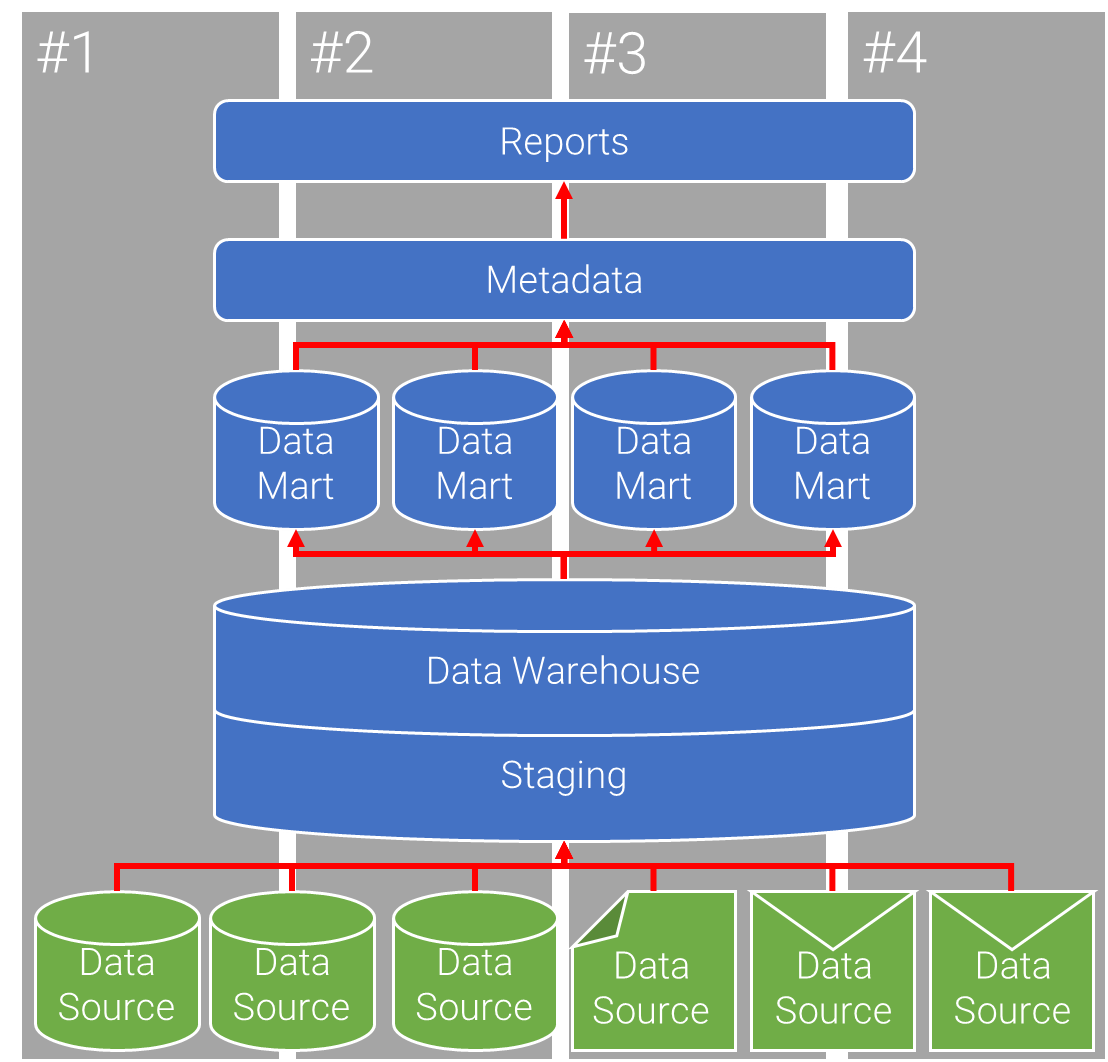 #1
#2
#3
#4
Reports
Metadata
Data
Mart
Data
Mart
Data
Mart
Data
Mart
Data Warehouse
Staging
Data
Source
Data
Source
Data
Source
Data
Source
Data
Source
Data
Source